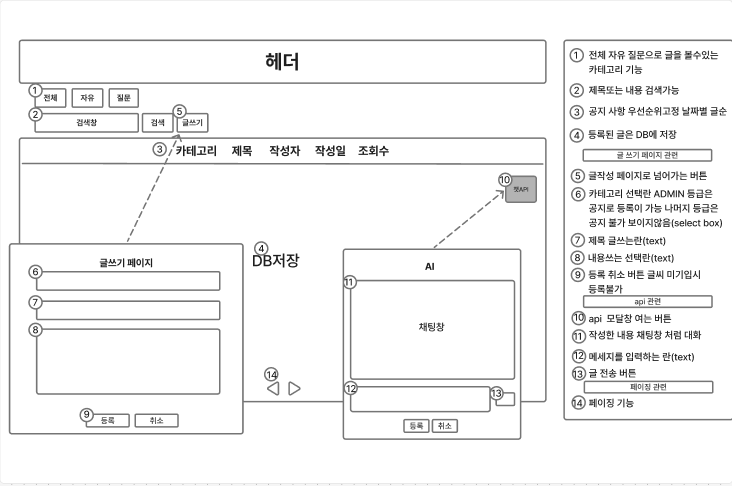 헤더
1 전체 자유 질문
2 검색창 검색 5 글쓰기
3 카테고리 제목 작성자 작성일 조회수
10 챗API
4
DB저장
글쓰기 페이지
6
7
8
9 등록 취소
14
AI
11
채팅창
12 13
등록 취소
1 전체 자유 질문으로 글을 볼수있는
카테고리 기능
2 제목또는 내용 검색가능
3 공지 사항 우선순위고정 날짜별 글순
4 등록된 글은 DB에 저장
글 쓰기 페이지 관련
5 글작성 페이지로 넘어가는 버튼
6 카테고리 선택란 ADMIN 등급은
공지로 등록이 가능 나머지 등급은
공지 불가 보이지않음(select box)
7 제목 글쓰는란(text)
8 내용쓰는 선택란(text)
9 등록 취소 버튼 글씨 미기입시
등록불가
api 관련
10 api 모달창 여는 버튼
11 작성한 내용 채팅창 처럼 대화
12 메세지를 입력하는 란(text)
13 글 전송 버튼
페이징 관련
14 페이징 기능